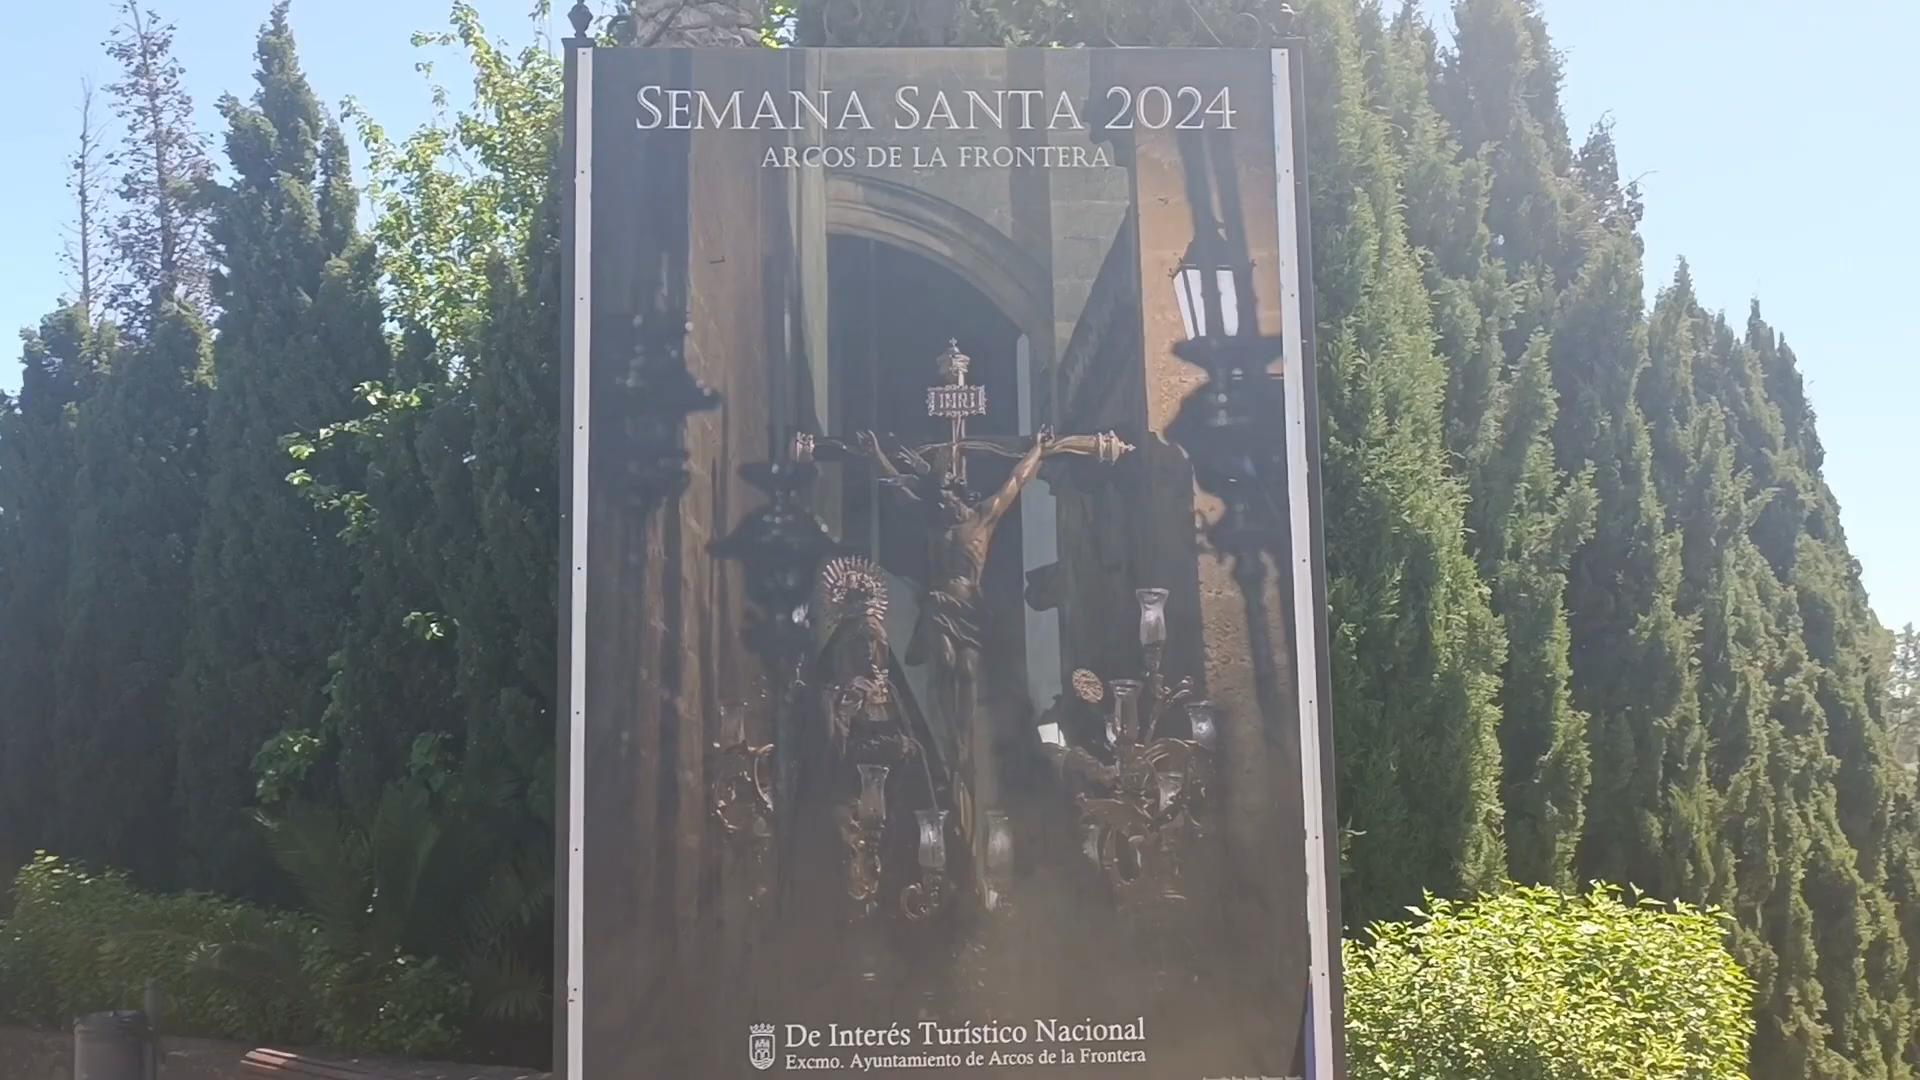 SEMANA SANTA 2024
ARCOS DE LA FRONTERA
INRI
De Interés Turístico Nacional
Excmo. Ayuntamiento de Arcos de la Frontera